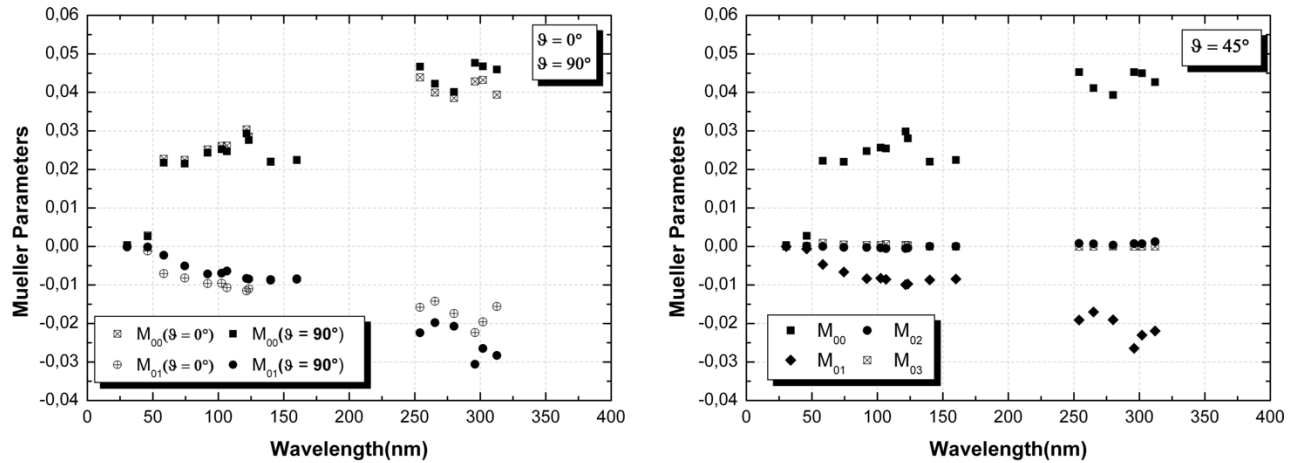 ϑ = 0°
ϑ = 90°
0,06
0,05
0,04
0,03
0,02
0,01
0,00
-0,01
-0,02
-0,03
-0,04
Mueller Parameters
M00(ϑ = 0°) M00(ϑ = 90°)
M01(ϑ = 0°) M01(ϑ = 90°)
0 50 100 150 200 250 300 350 400
Wavelength(nm)
ϑ = 45°
0,06
0,05
0,04
0,03
0,02
0,01
0,00
-0,01
-0,02
-0,03
-0,04
Mueller Parameters
M00 M02
M01 M03
0 50 100 150 200 250 300 350 400
Wavelength(nm)